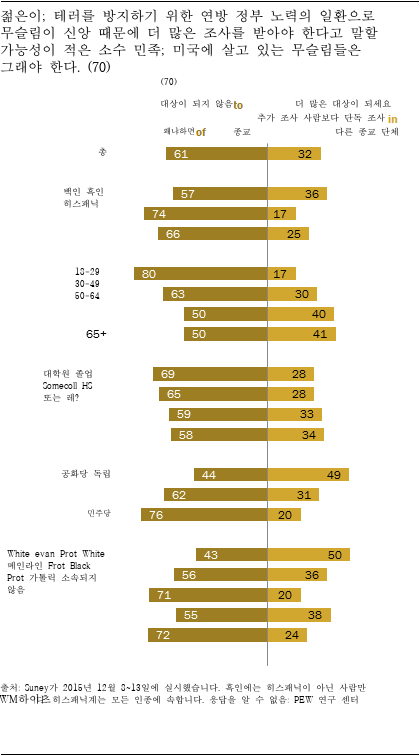 젊은이; 테러를 방지하기 위한 연방 정부 노력의 일환으로
무슬림이 신앙 때문에 더 많은 조사를 받아야 한다고 말할
가능성이 적은 소수 민족; 미국에 살고 있는 무슬림들은
그래야 한다. (70)
(70)
대상이 되지 않음to 더 많은 대상이 되세요
추가 조사 사람보다 단독 조사 in
왜냐하면of 종교 다른 종교 단체
총 61 32
백인 흑인 57 36
히스패닉
74 17
66 25
18-29 80 17
30-49
63 30
50-64
50 40
65+ 50 41
대학원 졸업 69 28
Somecoll HS
65 28
또는 레?
59 33
58 34
공화당 독립 44 49
62 31
민주당 76 20
White evan Prot White 43 50
메인라인 Frot Black
Prot 가톨릭 소속되지 56 36
않음
71 20
55 38
72 24
출처: Suney가 2015년 12월 8~13일에 실시했습니다. 흑인에는 히스패닉이 아닌 사람만
히스패닉계는 모든 인종에 속합니다. 응답을 알 수 없음: PEW 연구 센터